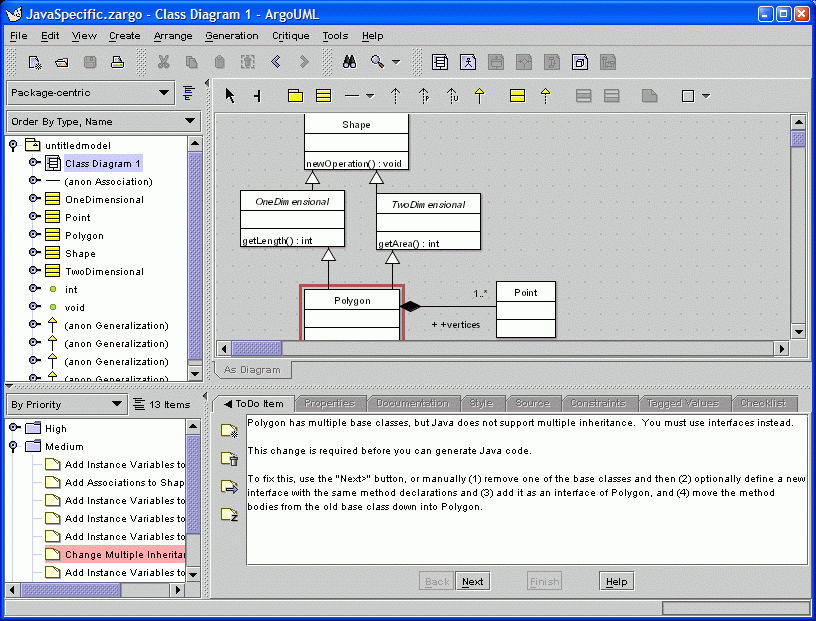 JavaSpecific.zargo - Class Diagram 1 - ArgoUML
File Edit View Create Arrange Generation Critique Tools Help
Package-centric
Order By Type, Name
untitledmodel
Class Diagram 1
(anon Association)
OneDimensional
Point
Polygon
Shape
TwoDimensional
int
void
(anon Generalization)
(anon Generalization)
(anon Generalization)
(anon Generalization)
Shape
newOperation() : void
OneDimensional
getLength() : int
TwoDimensional
getArea() : int
Polygon
1..*
+ +vertices
Point
As Diagram
By Priority
13 Items
High
Medium
Add Instance Variables to
Add Associations to Shap
Add Instance Variables to
Add Instance Variables to
Add Instance Variables to
Change Multiple Inheritan
Add Instance Variables to
ToDo Item Properties Documentation Style Source Constraints Tagged Values Checklist
Polygon has multiple base classes, but Java does not support multiple inheritance. You must use interfaces instead.
This change is required before you can generate Java code.
To fix this, use the "Next>" button, or manually (1) remove one of the base classes and then (2) optionally define a new
interface with the same method declarations and (3) add it as an interface of Polygon, and (4) move the method
bodies from the old base class down into Polygon.
Back Next Finish Help